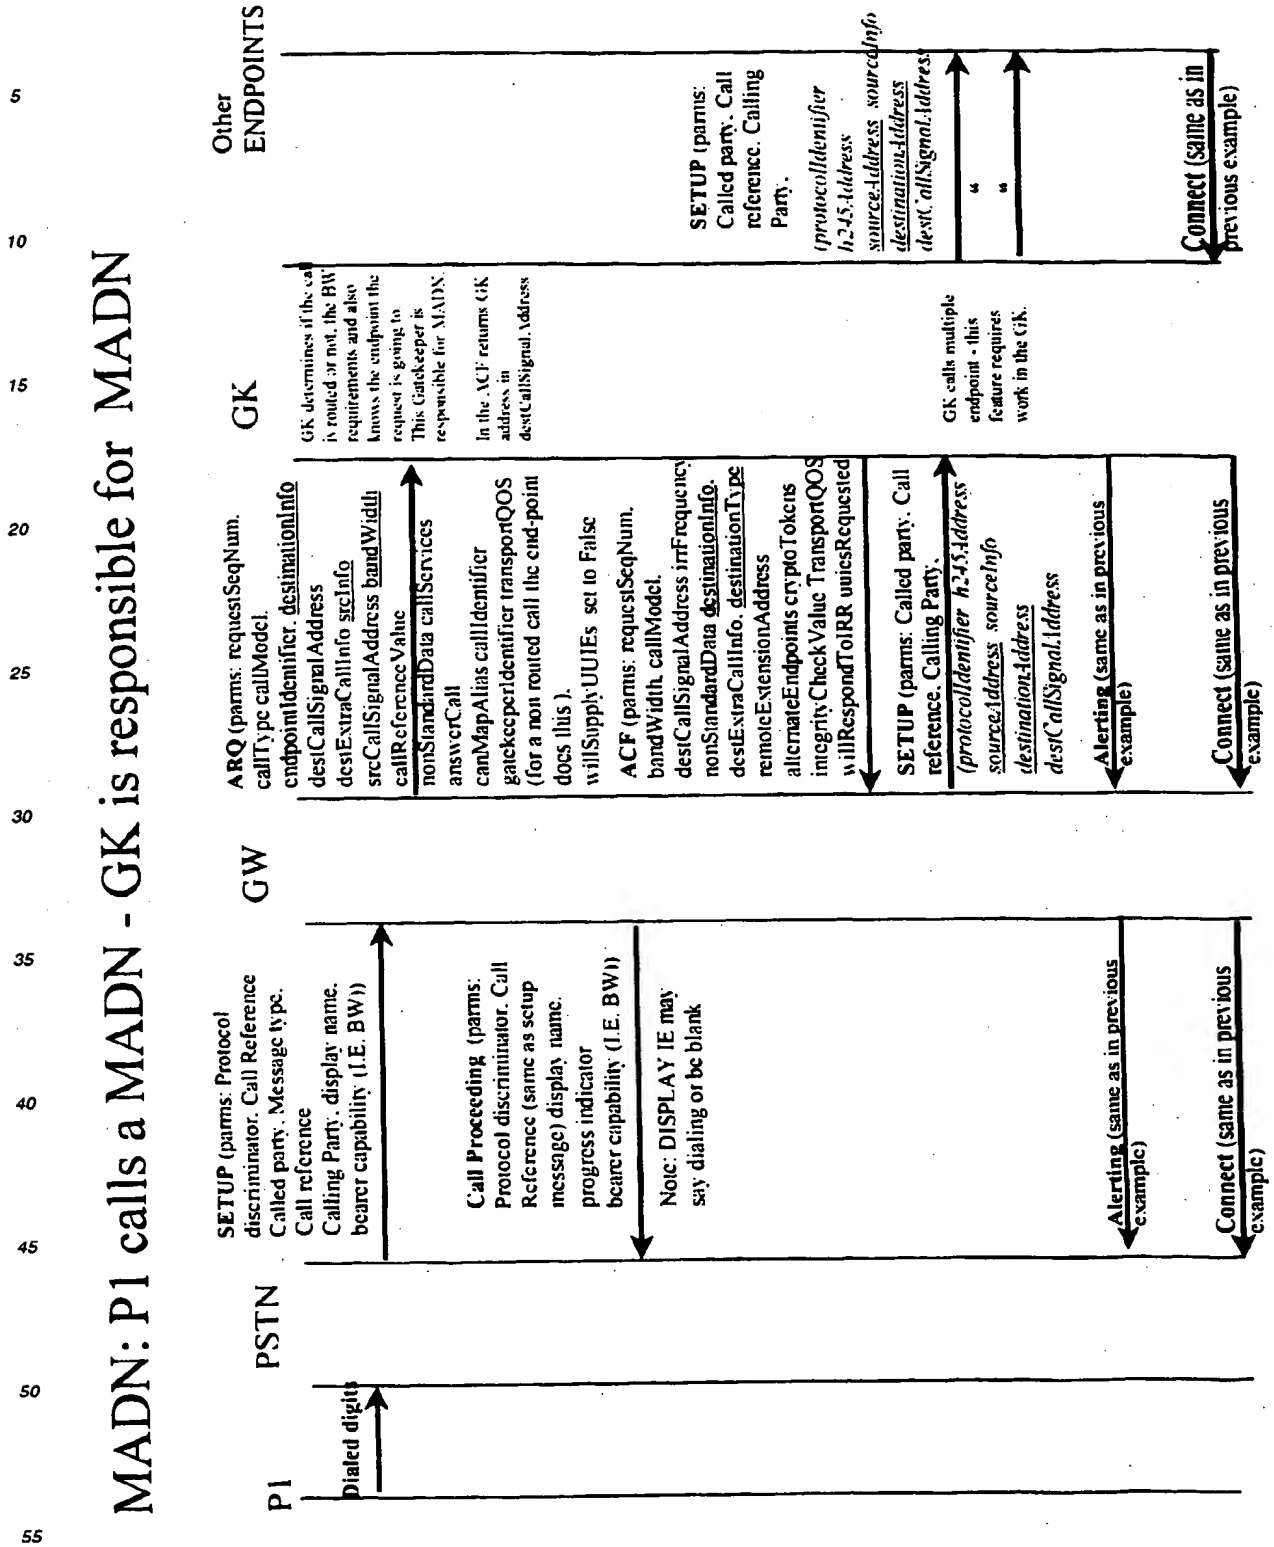 MADN: P1 calls a MADN - GK is responsible for MADN
P1
PSTN
GW
GK
Other
ENDPOINTS
Dialed digits
SETUP (parms: Protocol
discriminator. Call Reference
Called party. Message type.
Call reference
Calling Party. display name.
bearer capability (I.E. BW))
Call Proceeding (parms:
Protocol discriminator. Call
Reference (same as setup
message) display name.
progress indicator
bearer capability (I.E. BW))
Note: DISPLAY IE may
say dialing or be blank
Alerting (same as in previous
example)
Connect (same as in previous
example)
ARQ (parms: requestSeqNum.
callType callModel.
endpointIdentifier. destinationInfo
destCallSignalAddress
destExtraCallInfo srcInfo
srcCallSignalAddress bandWidth
callReferenceValue
nonStandardData callServices
answerCall
canMapAlias callIdentifier
gatekeeperIdentifier transportQOS
(for a non routed call the end-point
does this ).
willSupplyUUIEs set to False
ACF (parms: requestSeqNum.
bandWidth. callModel.
destCallSignalAddress irrFrequency
nonStandardData destinationInfo.
destExtraCallInfo. destinationType
remoteExtensionAddress
alternateEndpoints cryptoTokens
integrityCheckValue TransportQOS
willRespondToIRR uuiesRequested
SETUP (parms: Called party. Call
reference. Calling Party.
(protocolIdentifier h245Address
sourceAddress sourceInfo
destinationAddress
destCallSignalAddress
Alerting (same as in previous
example)
Connect (same as in previous
example)
GK determines if the call
is routed or not, the BW
requirements and also
knows the endpoint the
request is going to
This Gatekeeper is
responsible for MADN.
In the ACF returns GK
address in
destCallSignalAddress
GK calls multiple
endpoint - this
feature requires
work in the GK.
SETUP (parms:
Called party. Call
reference. Calling
Party.
(protocolIdentifier
h245Address
sourceAddress sourceInfo
destinationAddress
destCallSignalAddress
"
"
Connect (same as in
previous example)
5
10
15
20
25
30
35
40
45
50
55